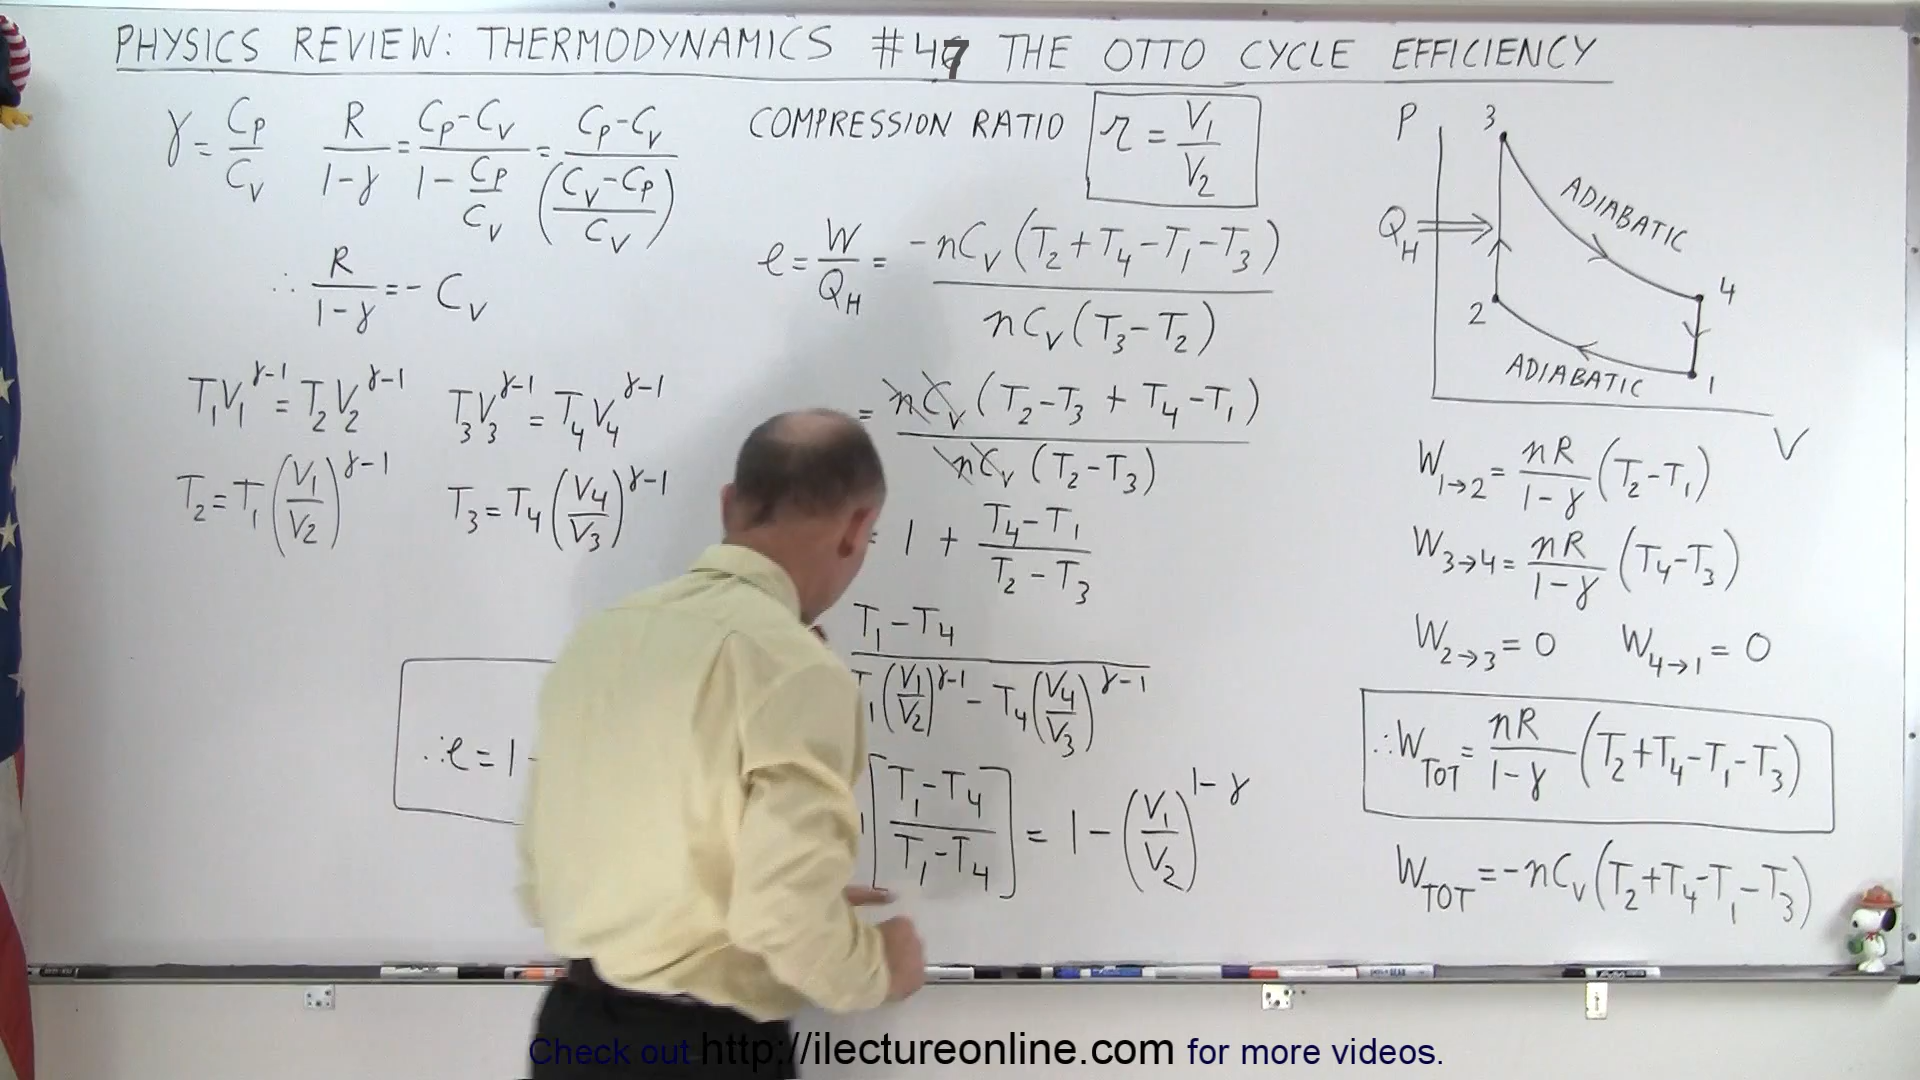 PHYSICS REVIEW: THERMODYNAMICS #47 THE OTTO CYCLE EFFICIENCY
γ = Cp/Cv   R/(1-γ) = (Cp-Cv)/(1-Cp/Cv) = (Cp-Cv)/((Cv-Cp)/Cv)
∴ R/(1-γ) = -Cv
T₁V₁^(γ-1) = T₂V₂^(γ-1)   T₃V₃^(γ-1) = T₄V₄^(γ-1)
T₂ = T₁(V₁/V₂)^(γ-1)   T₃ = T₄(V₄/V₃)^(γ-1)
∴ e = 1 -
COMPRESSION RATIO r = V₁/V₂
e = W/Q_H = -nCv(T₂+T₄-T₁-T₃)/nCv(T₃-T₂)
= nCv(T₂-T₃ + T₄-T₁)/nCv(T₂-T₃)
= 1 + (T₄-T₁)/(T₂-T₃)
(T₁-T₄)/(T₁(V₁/V₂)^(γ-1) - T₄(V₄/V₃)^(γ-1))
[(T₁-T₄)/(T₁-T₄)] = 1 - (V₁/V₂)^(1-γ)
P
3
ADIABATIC
Q_H
4
2
ADIABATIC
1
V
W₁→₂ = nR/(1-γ) (T₂-T₁)
W₃→₄ = nR/(1-γ) (T₄-T₃)
W₂→₃ = 0   W₄→₁ = 0
∴ W_TOT = nR/(1-γ) (T₂+T₄-T₁-T₃)
W_TOT = -nCv(T₂+T₄-T₁-T₃)
Check out http://ilectureonline.com for more videos.